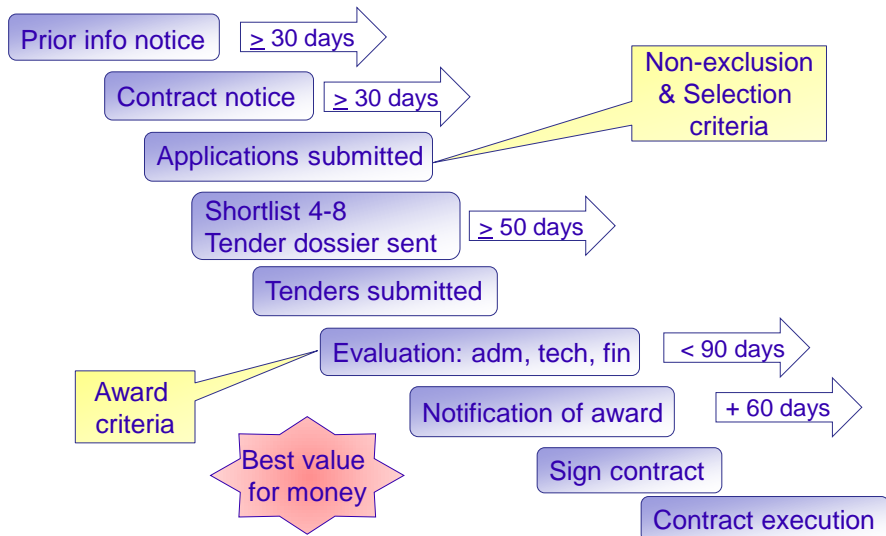 Prior info notice
≥ 30 days
Contract notice
≥ 30 days
Non-exclusion
& Selection
criteria
Applications submitted
Shortlist 4-8
Tender dossier sent
≥ 50 days
Tenders submitted
Evaluation: adm, tech, fin
< 90 days
Award
criteria
Notification of award
+ 60 days
Best value
for money
Sign contract
Contract execution